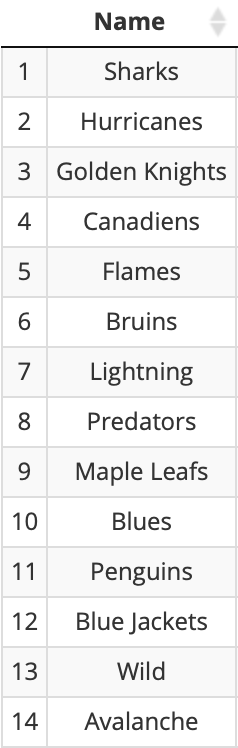 Name
1 Sharks
2 Hurricanes
3 Golden Knights
4 Canadiens
5 Flames
6 Bruins
7 Lightning
8 Predators
9 Maple Leafs
10 Blues
11 Penguins
12 Blue Jackets
13 Wild
14 Avalanche